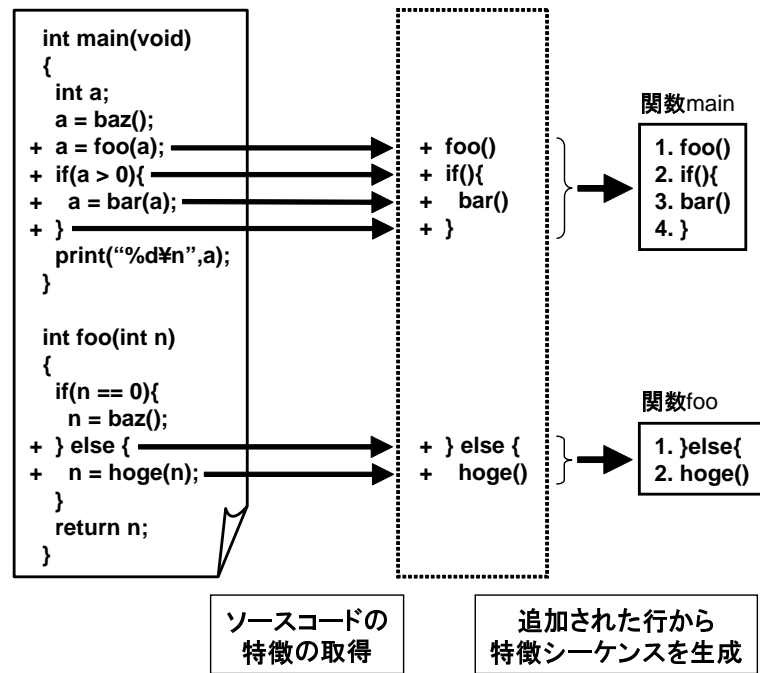 int main(void)
{
int a;
a = baz();
+ a = foo(a);
+ if(a > 0){
+ a = bar(a);
+ }
print(“%d¥n”,a);
}
int foo(int n)
{
if(n == 0){
n = baz();
+ } else {
+ n = hoge(n);
}
return n;
}
+ foo()
+ if(){
+ bar()
+ }
+ } else {
+ hoge()
関数main
1. foo()
2. if(){
3. bar()
4. }
関数foo
1. }else{
2. hoge()
ソースコードの
特徴の取得
追加された行から
特徴シーケンスを生成